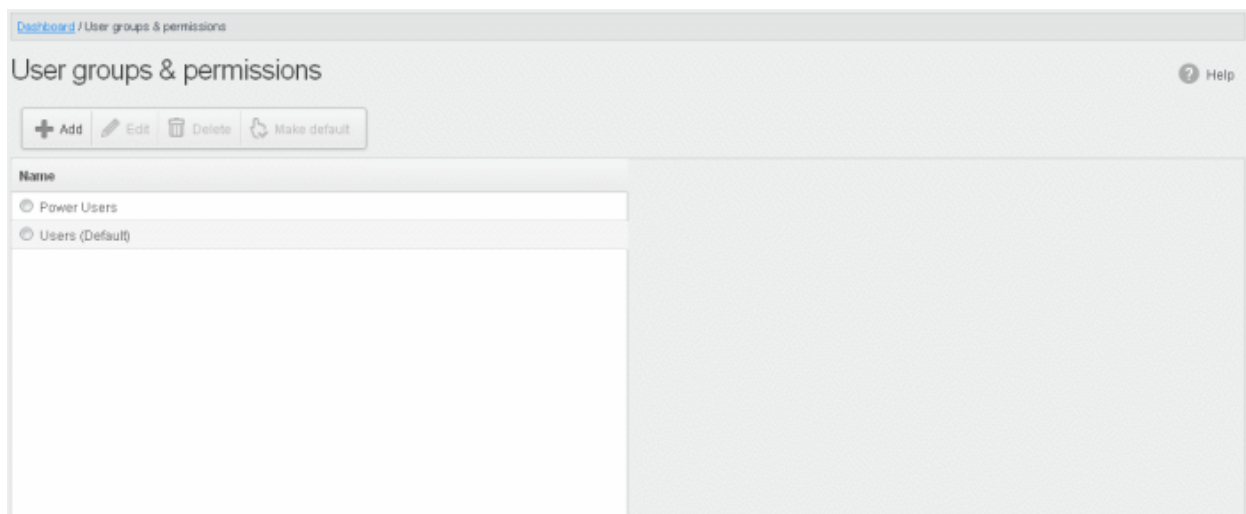 Dashboard / User groups & permissions
User groups & permissions
Help
Add Edit Delete Make default
Name
Power Users
Users (Default)